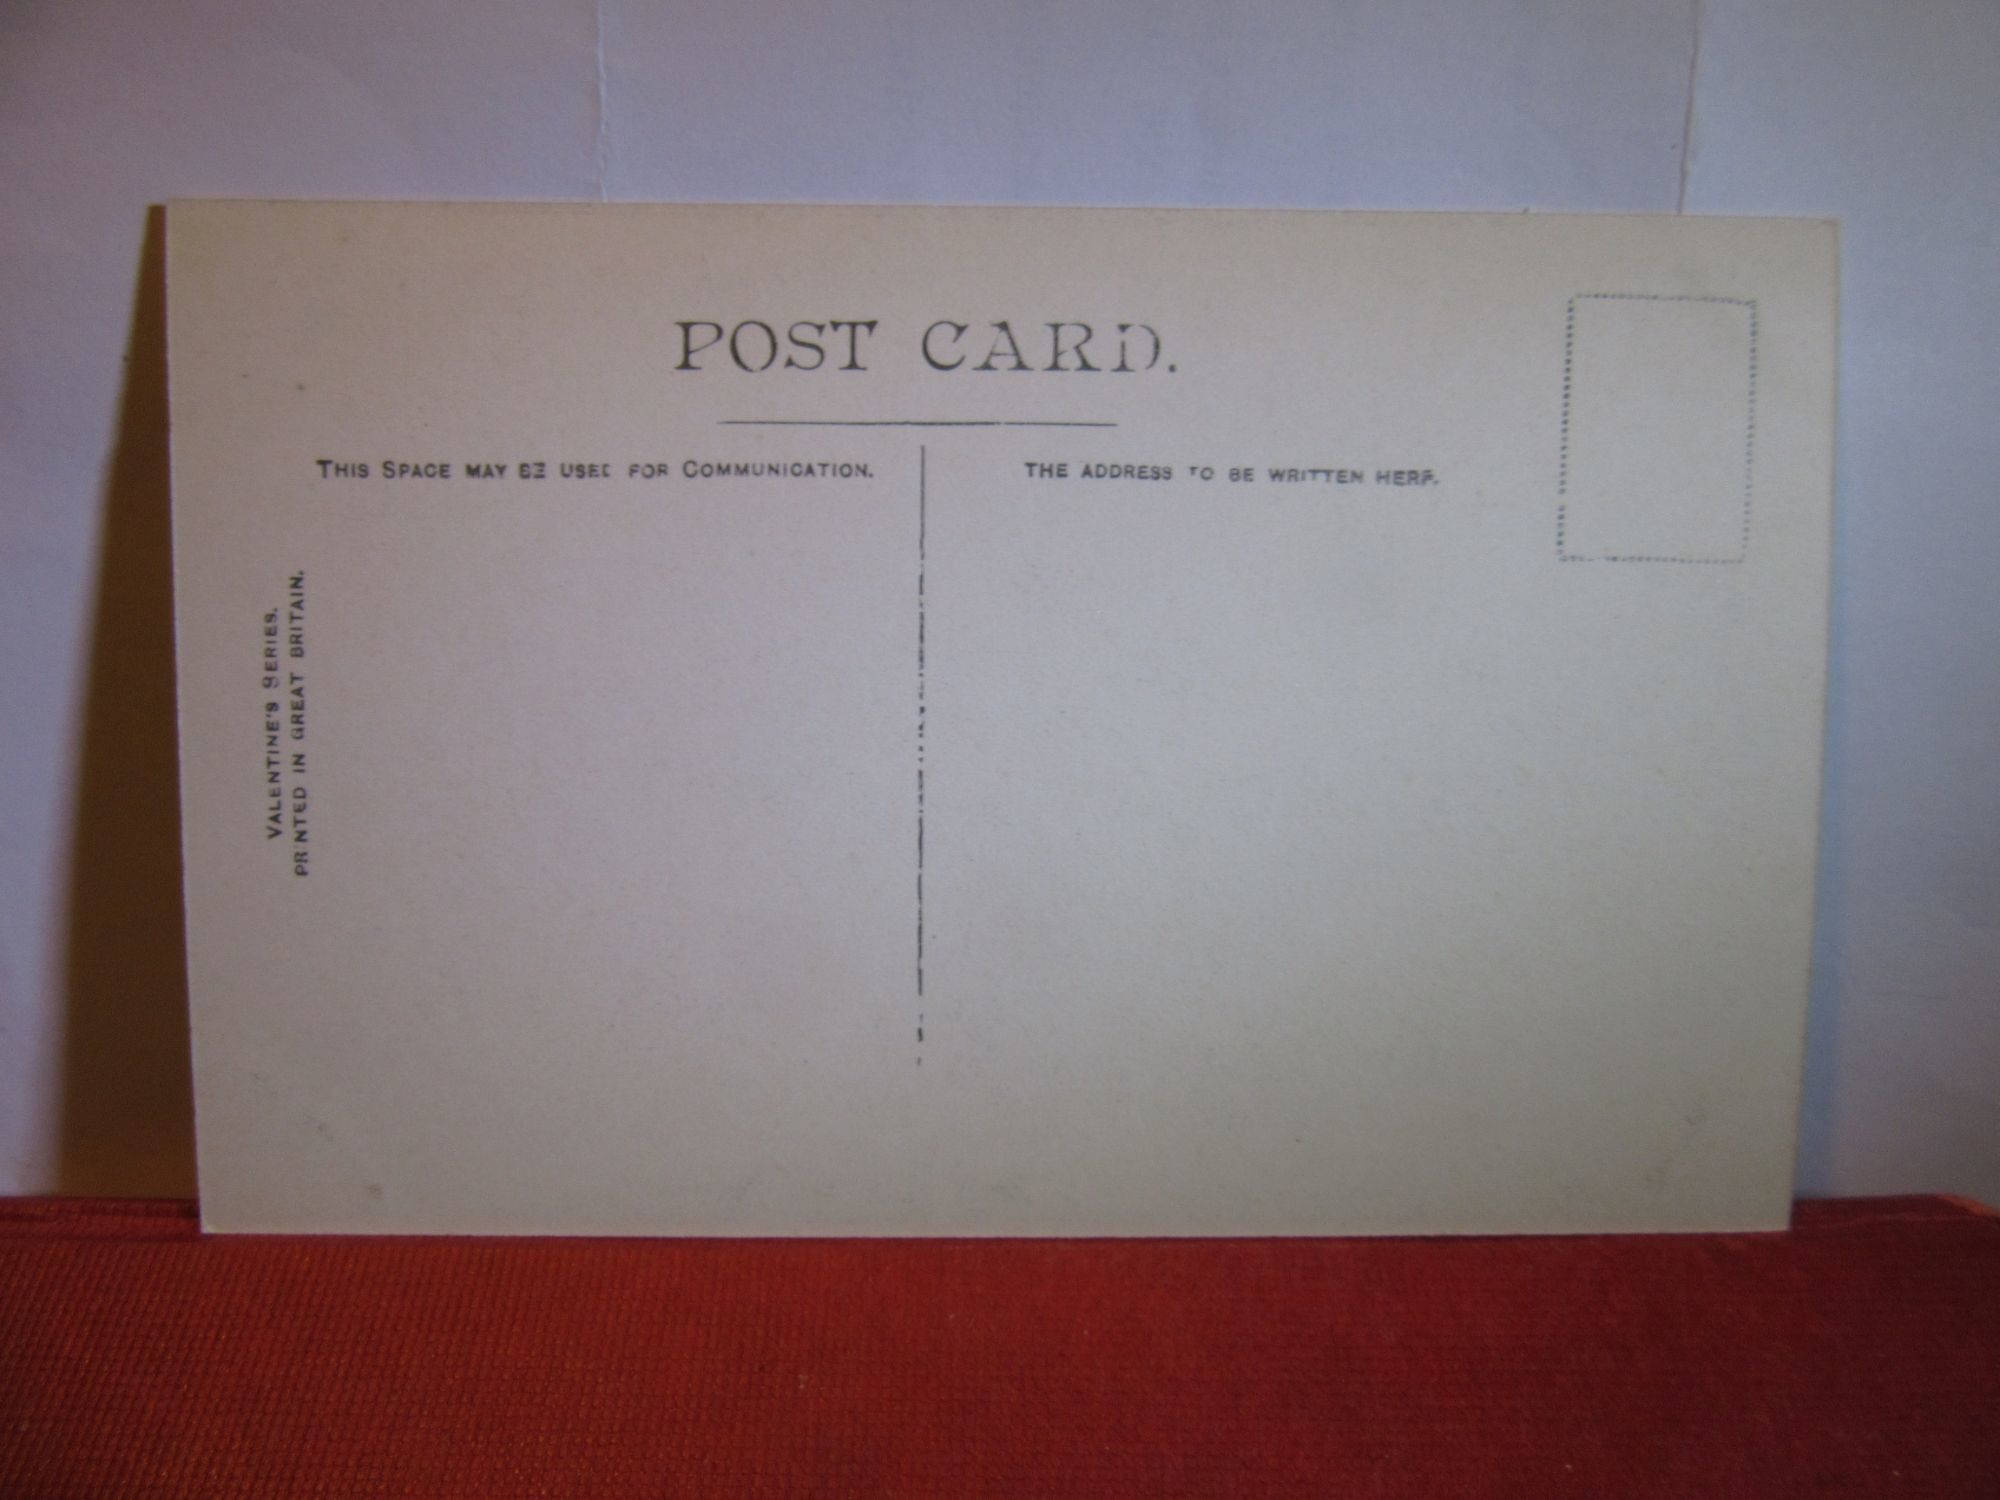 POST CARD.
THIS SPACE MAY BE USED FOR COMMUNICATION.
THE ADDRESS TO BE WRITTEN HERE.
VALENTINE'S SERIES.
PRINTED IN GREAT BRITAIN.